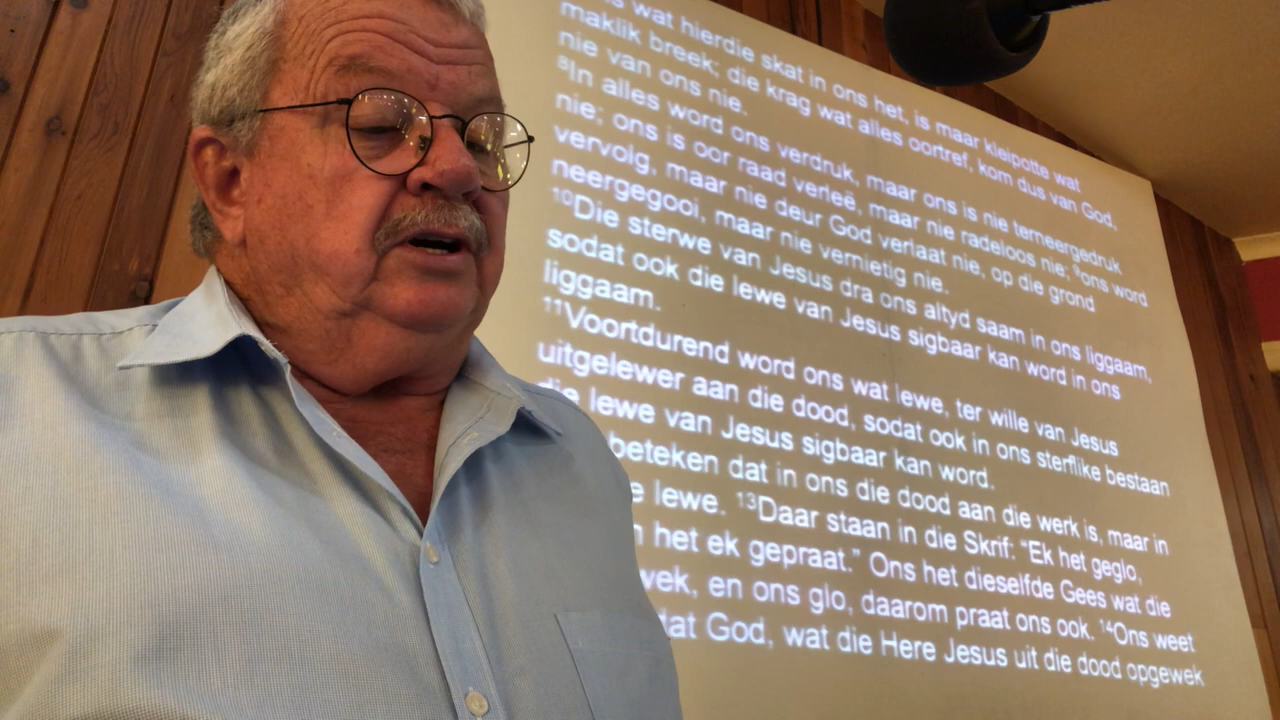 wat hierdie skat in ons het, is maar kleipotte wat
maklik breek; die krag wat alles oortref, kom dus van God,
nie van ons nie.
⁸In alles word ons verdruk, maar ons is nie terneergedruk
nie; ons is oor raad verleë, maar nie radeloos nie; ⁹ons word
vervolg, maar nie deur God verlaat nie, op die grond
neergegooi, maar nie vernietig nie.
¹⁰Die sterwe van Jesus dra ons altyd saam in ons liggaam,
sodat ook die lewe van Jesus sigbaar kan word in ons
liggaam.
¹¹Voortdurend word ons wat lewe, ter wille van Jesus
uitgelewer aan die dood, sodat ook in ons sterflike bestaan
die lewe van Jesus sigbaar kan word.
beteken dat in ons die dood aan die werk is, maar in
lewe. ¹³Daar staan in die Skrif: “Ek het geglo,
het ek gepraat.” Ons het dieselfde Gees wat die
en ons glo, daarom praat ons ook. ¹⁴Ons weet
dat God, wat die Here Jesus uit die dood opgewek